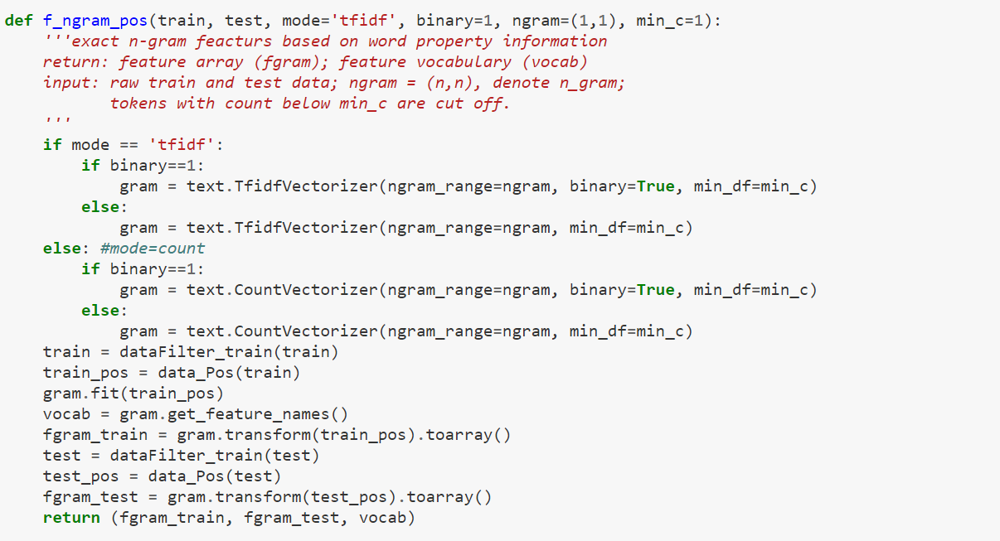 def f_ngram_pos(train, test, mode='tfidf', binary=1, ngram=(1,1), min_c=1):
    '''exact n-gram feacturs based on word property information
    return: feature array (fgram); feature vocabulary (vocab)
    input: raw train and test data; ngram = (n,n), denote n_gram;
           tokens with count below min_c are cut off.
    '''
    if mode == 'tfidf':
        if binary==1:
            gram = text.TfidfVectorizer(ngram_range=ngram, binary=True, min_df=min_c)
        else:
            gram = text.TfidfVectorizer(ngram_range=ngram, min_df=min_c)
    else: #mode=count
        if binary==1:
            gram = text.CountVectorizer(ngram_range=ngram, binary=True, min_df=min_c)
        else:
            gram = text.CountVectorizer(ngram_range=ngram, min_df=min_c)
    train = dataFilter_train(train)
    train_pos = data_Pos(train)
    gram.fit(train_pos)
    vocab = gram.get_feature_names()
    fgram_train = gram.transform(train_pos).toarray()
    test = dataFilter_train(test)
    test_pos = data_Pos(test)
    fgram_test = gram.transform(test_pos).toarray()
    return (fgram_train, fgram_test, vocab)